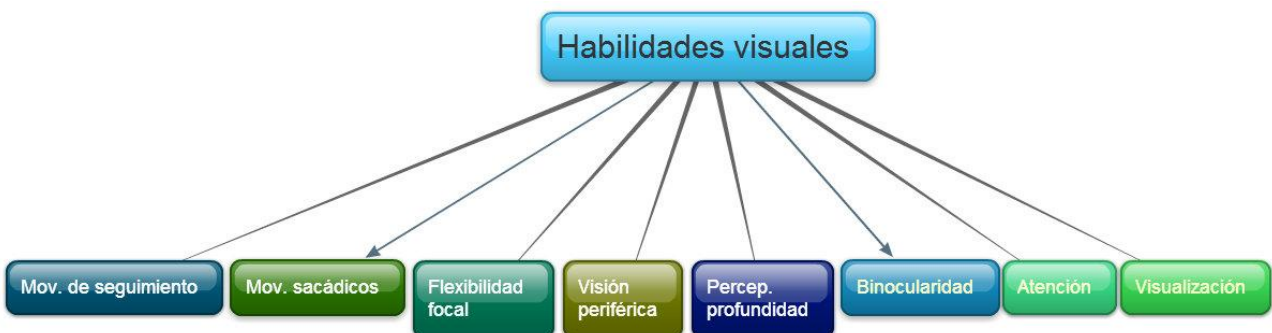 Habilidades visuales
Mov. de seguimiento
Mov. sacádicos
Flexibilidad
focal
Visión
periférica
Percep.
profundidad
Binocularidad
Atención
Visualización